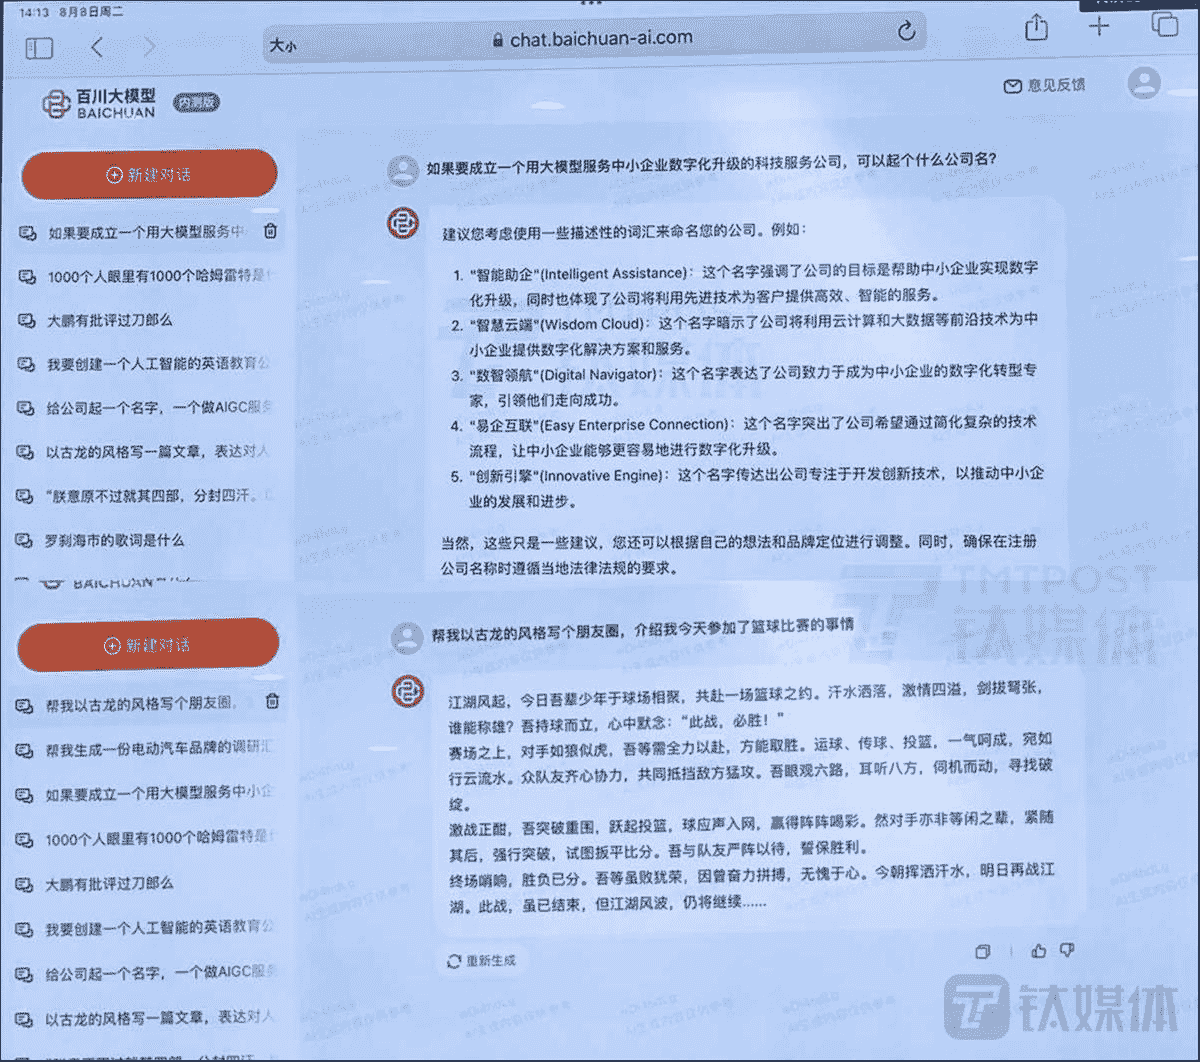 14:13 8月8日周二
大小
chat.baichuan-ai.com
百川大模型
BAICHUAN
内测版
意见反馈
新建对话
如果要成立一个用大模型服务中
1000个人眼里有1000个哈姆雷特是
大鹏有批评过刀郎么
我要创建一个人工智能的英语教育公
给公司起一个名字，一个做AIGC服务
以古龙的风格写一篇文章，表达对人
“朕意原不过就其四部，分封四汗。
罗刹海市的歌词是什么
如果要成立一个用大模型服务中小企业数字化升级的科技服务公司，可以起个什么公司名？
建议您考虑使用一些描述性的词汇来命名您的公司。例如：
1. "智能助企"(Intelligent Assistance)：这个名字强调了公司的目标是帮助中小企业实现数字
化升级，同时也体现了公司将利用先进技术为客户提供高效、智能的服务。
2. "智慧云端"(Wisdom Cloud)：这个名字暗示了公司将利用云计算和大数据等前沿技术为中
小企业提供数字化解决方案和服务。
3. "数智领航"(Digital Navigator)：这个名字表达了公司致力于成为中小企业的数字化转型专
家，引领他们走向成功。
4. "易企互联"(Easy Enterprise Connection)：这个名字突出了公司希望通过简化复杂的技术
流程，让中小企业能够更容易地进行数字化升级。
5. "创新引擎"(Innovative Engine)：这个名字传达出公司专注于开发创新技术，以推动中小企
业的发展和进步。
当然，这些只是一些建议，您还可以根据自己的想法和品牌定位进行调整。同时，确保在注册
公司名称时遵循当地法律法规的要求。
TMTPOST
钛媒体
新建对话
帮我以古龙的风格写个朋友圈，
帮我生成一份电动汽车品牌的调研汇
如果要成立一个用大模型服务中小企
1000个人眼里有1000个哈姆雷特是
大鹏有批评过刀郎么
我要创建一个人工智能的英语教育公
给公司起一个名字，一个做AIGC服务
以古龙的风格写一篇文章，表达对人
帮我以古龙的风格写个朋友圈，介绍我今天参加了篮球比赛的事情
江湖风起，今日吾辈少年于球场相聚，共赴一场篮球之约。汗水洒落，激情四溢，剑拔弩张，
谁能称雄？吾持球而立，心中默念：“此战，必胜！”
赛场之上，对手如狼似虎，吾等需全力以赴，方能取胜。运球、传球、投篮，一气呵成，宛如
行云流水。众队友齐心协力，共同抵挡敌方猛攻。吾眼观六路，耳听八方，伺机而动，寻找破
绽。
激战正酣，吾突破重围，跃起投篮，球应声入网，赢得阵阵喝彩。然对手亦非等闲之辈，紧随
其后，强行突破，试图扳平比分。吾与队友严阵以待，誓保胜利。
终场哨响，胜负已分。吾等虽败犹荣，因曾奋力拼搏，无愧于心。今朝挥洒汗水，明日再战江
湖。此战，虽已结束，但江湖风波，仍将继续......
重新生成
钛媒体